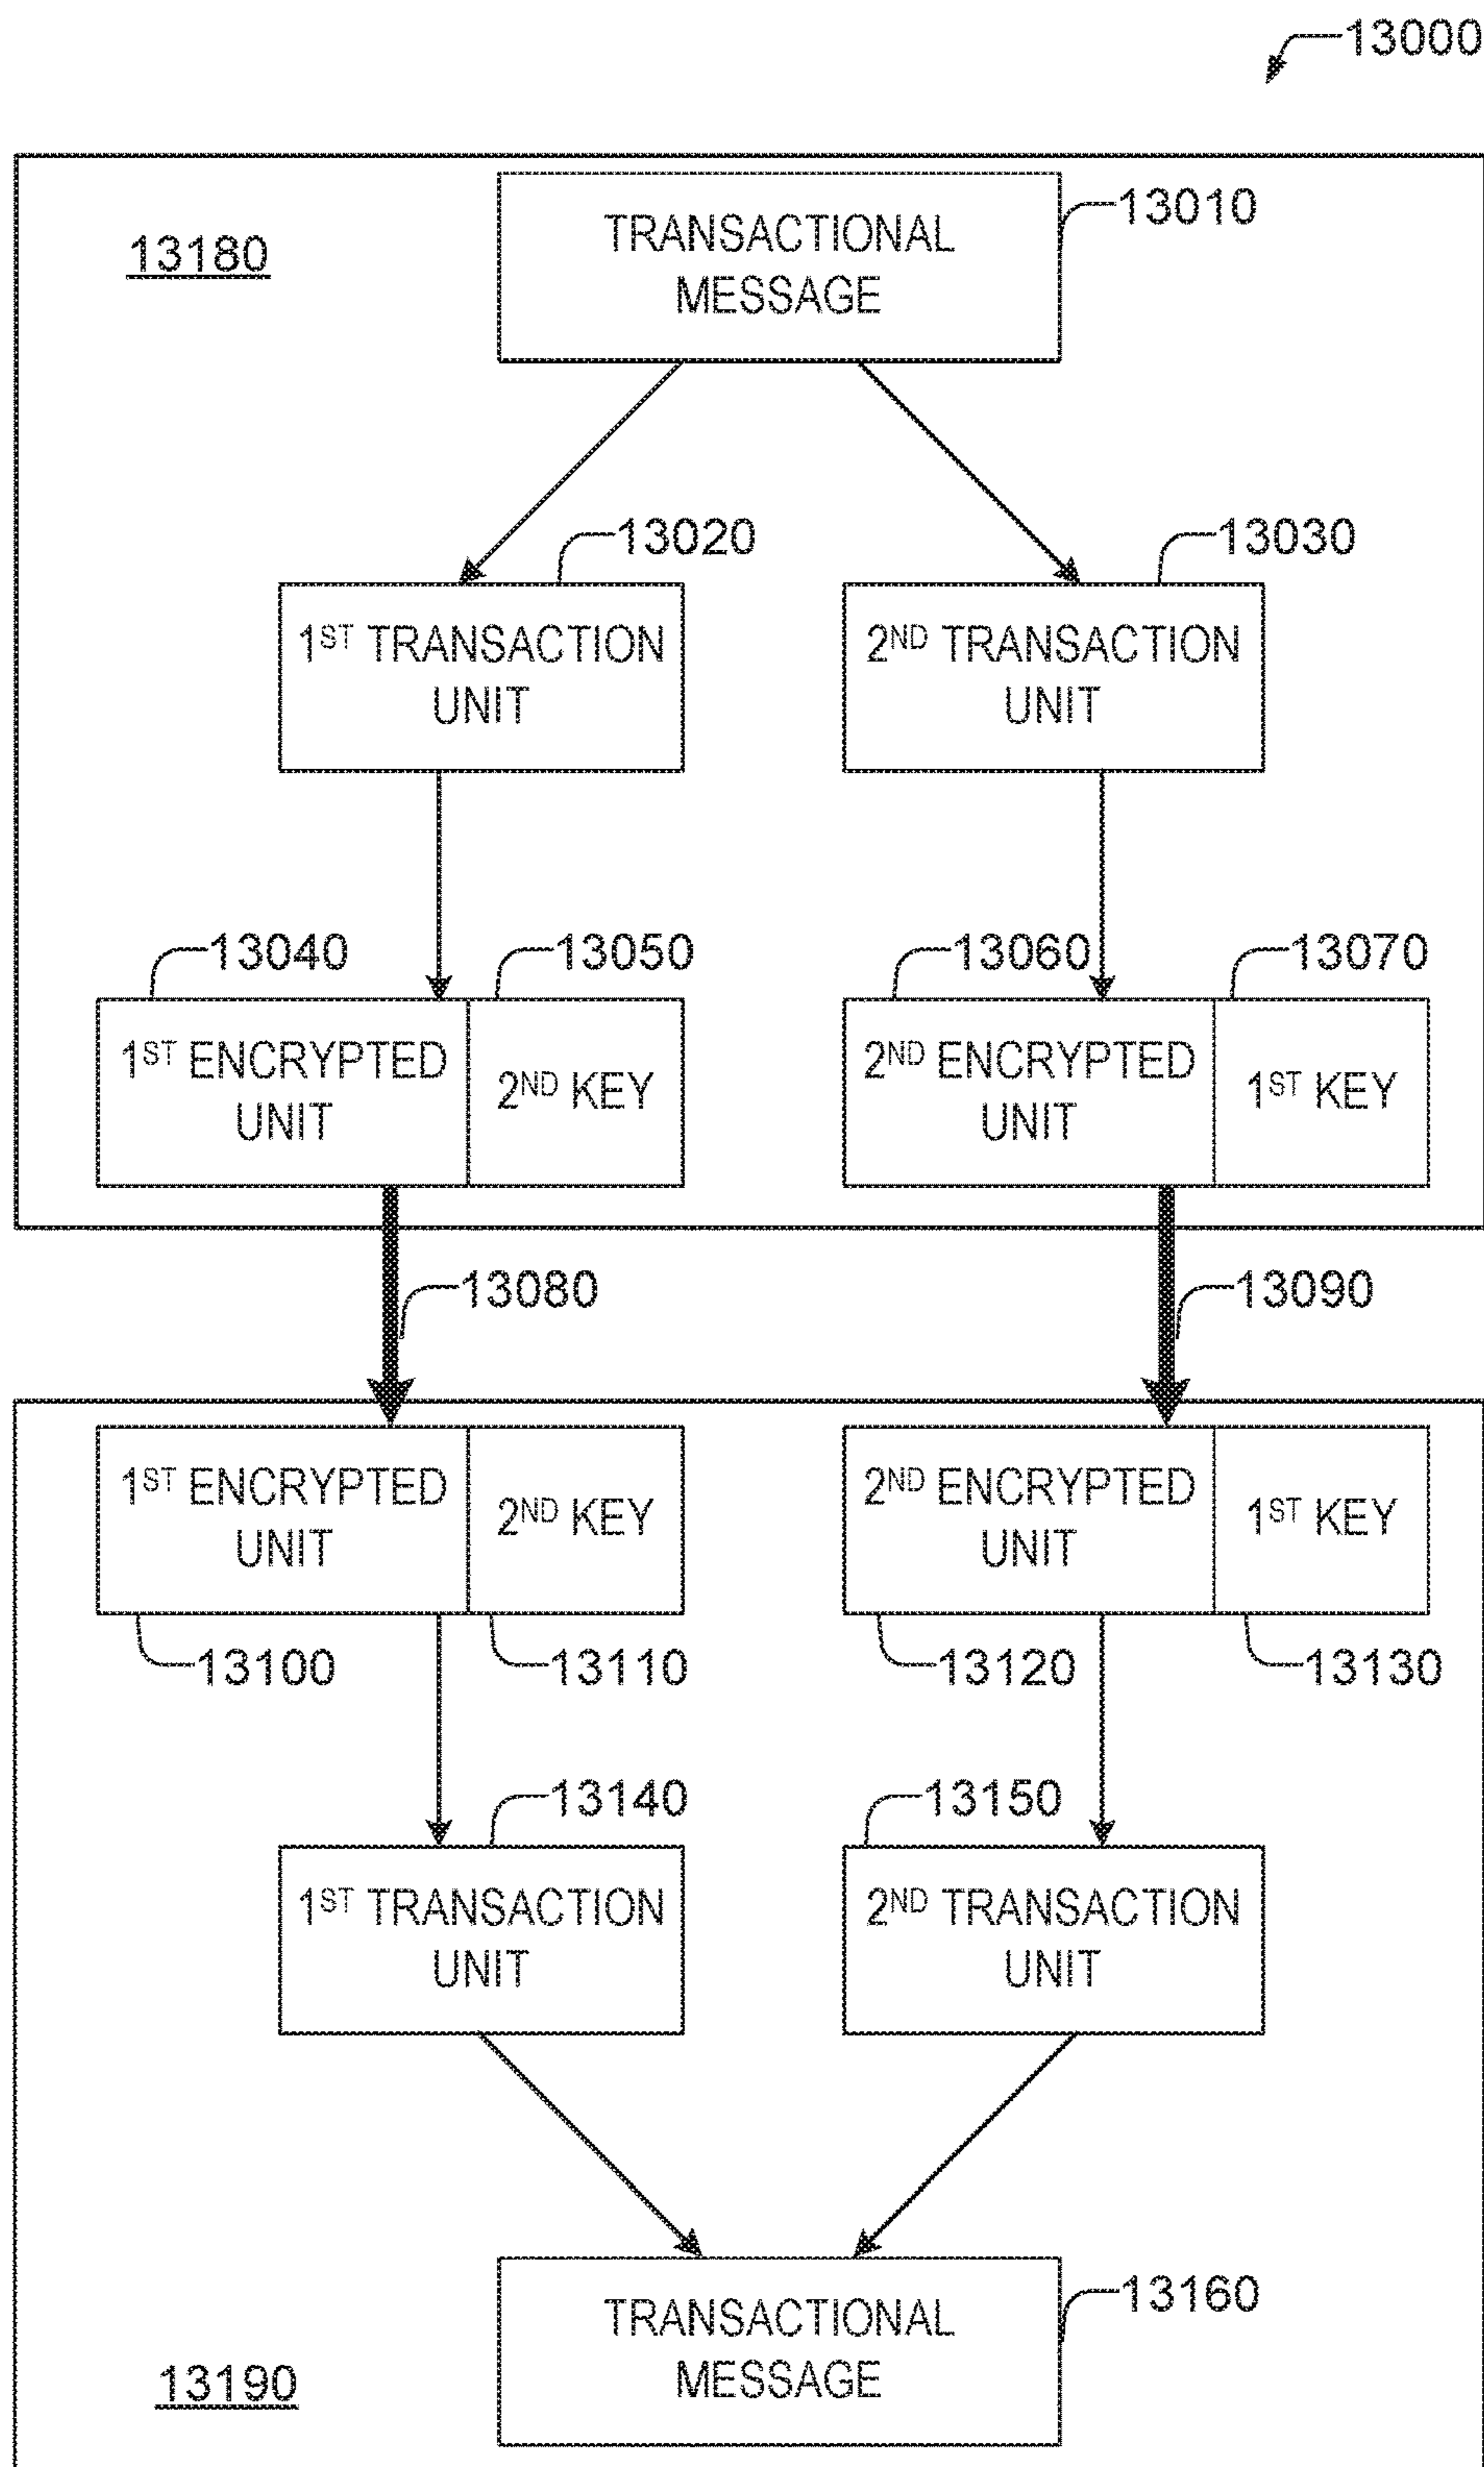 13000
13180
TRANSACTIONAL
MESSAGE
13010
13020
13030
1ST TRANSACTION
UNIT
2ND TRANSACTION
UNIT
13040
13050
13060
13070
1ST ENCRYPTED
UNIT
2ND KEY
2ND ENCRYPTED
UNIT
1ST KEY
13080
13090
1ST ENCRYPTED
UNIT
2ND KEY
2ND ENCRYPTED
UNIT
1ST KEY
13100
13110
13120
13130
13140
13150
1ST TRANSACTION
UNIT
2ND TRANSACTION
UNIT
TRANSACTIONAL
MESSAGE
13160
13190